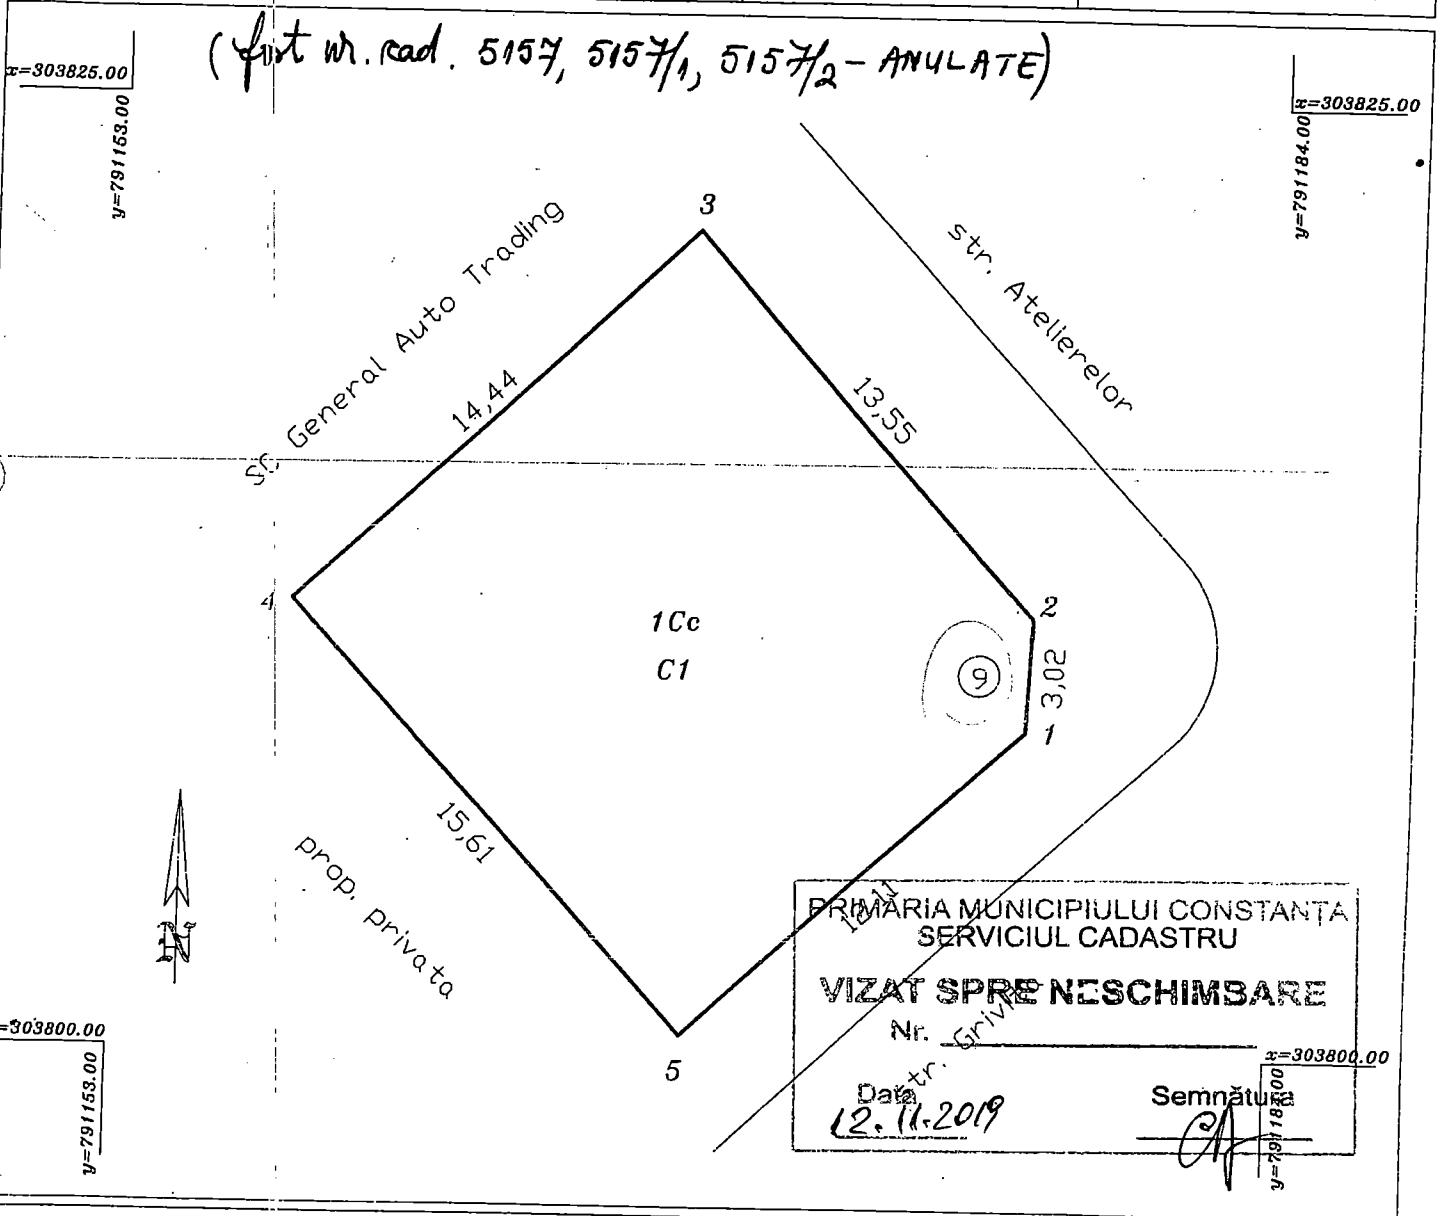 (fost nr. cad. 5157, 5157/1, 5157/2 - ANULATE)
x=303825.00
y=791153.00
x=303825.00
y=791184.00
3
SC General Auto Trading
str. Atelierelor
14,44
13,55
4
1Cc
C1
2
9
3,02
1
15,61
prop. privata
N
5
PRIMĂRIA MUNICIPIULUI CONSTANȚA
SERVICIUL CADASTRU
VIZAT SPRE NESCHIMBARE
Nr.
str.
Data
Semnătura
12.11.2019
=303800.00
y=791153.00
x=303800.00